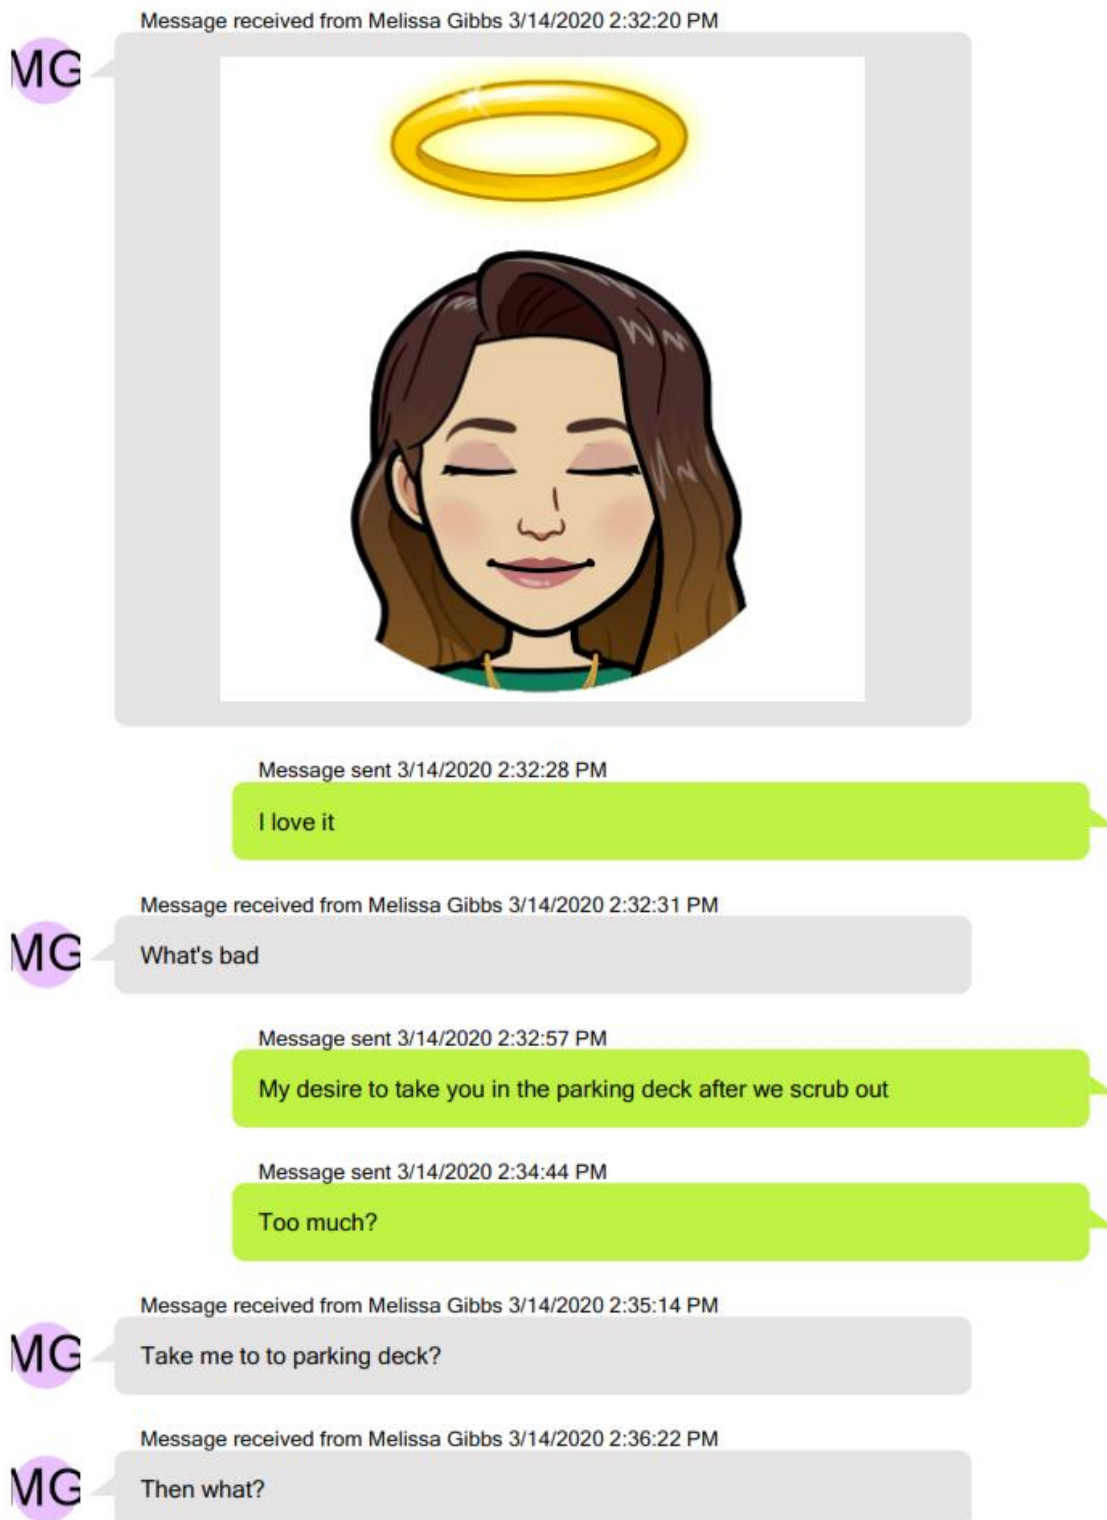 Message received from Melissa Gibbs 3/14/2020 2:32:20 PM
MG
Message sent 3/14/2020 2:32:28 PM
I love it
Message received from Melissa Gibbs 3/14/2020 2:32:31 PM
MG
What's bad
Message sent 3/14/2020 2:32:57 PM
My desire to take you in the parking deck after we scrub out
Message sent 3/14/2020 2:34:44 PM
Too much?
Message received from Melissa Gibbs 3/14/2020 2:35:14 PM
MG
Take me to to parking deck?
Message received from Melissa Gibbs 3/14/2020 2:36:22 PM
MG
Then what?